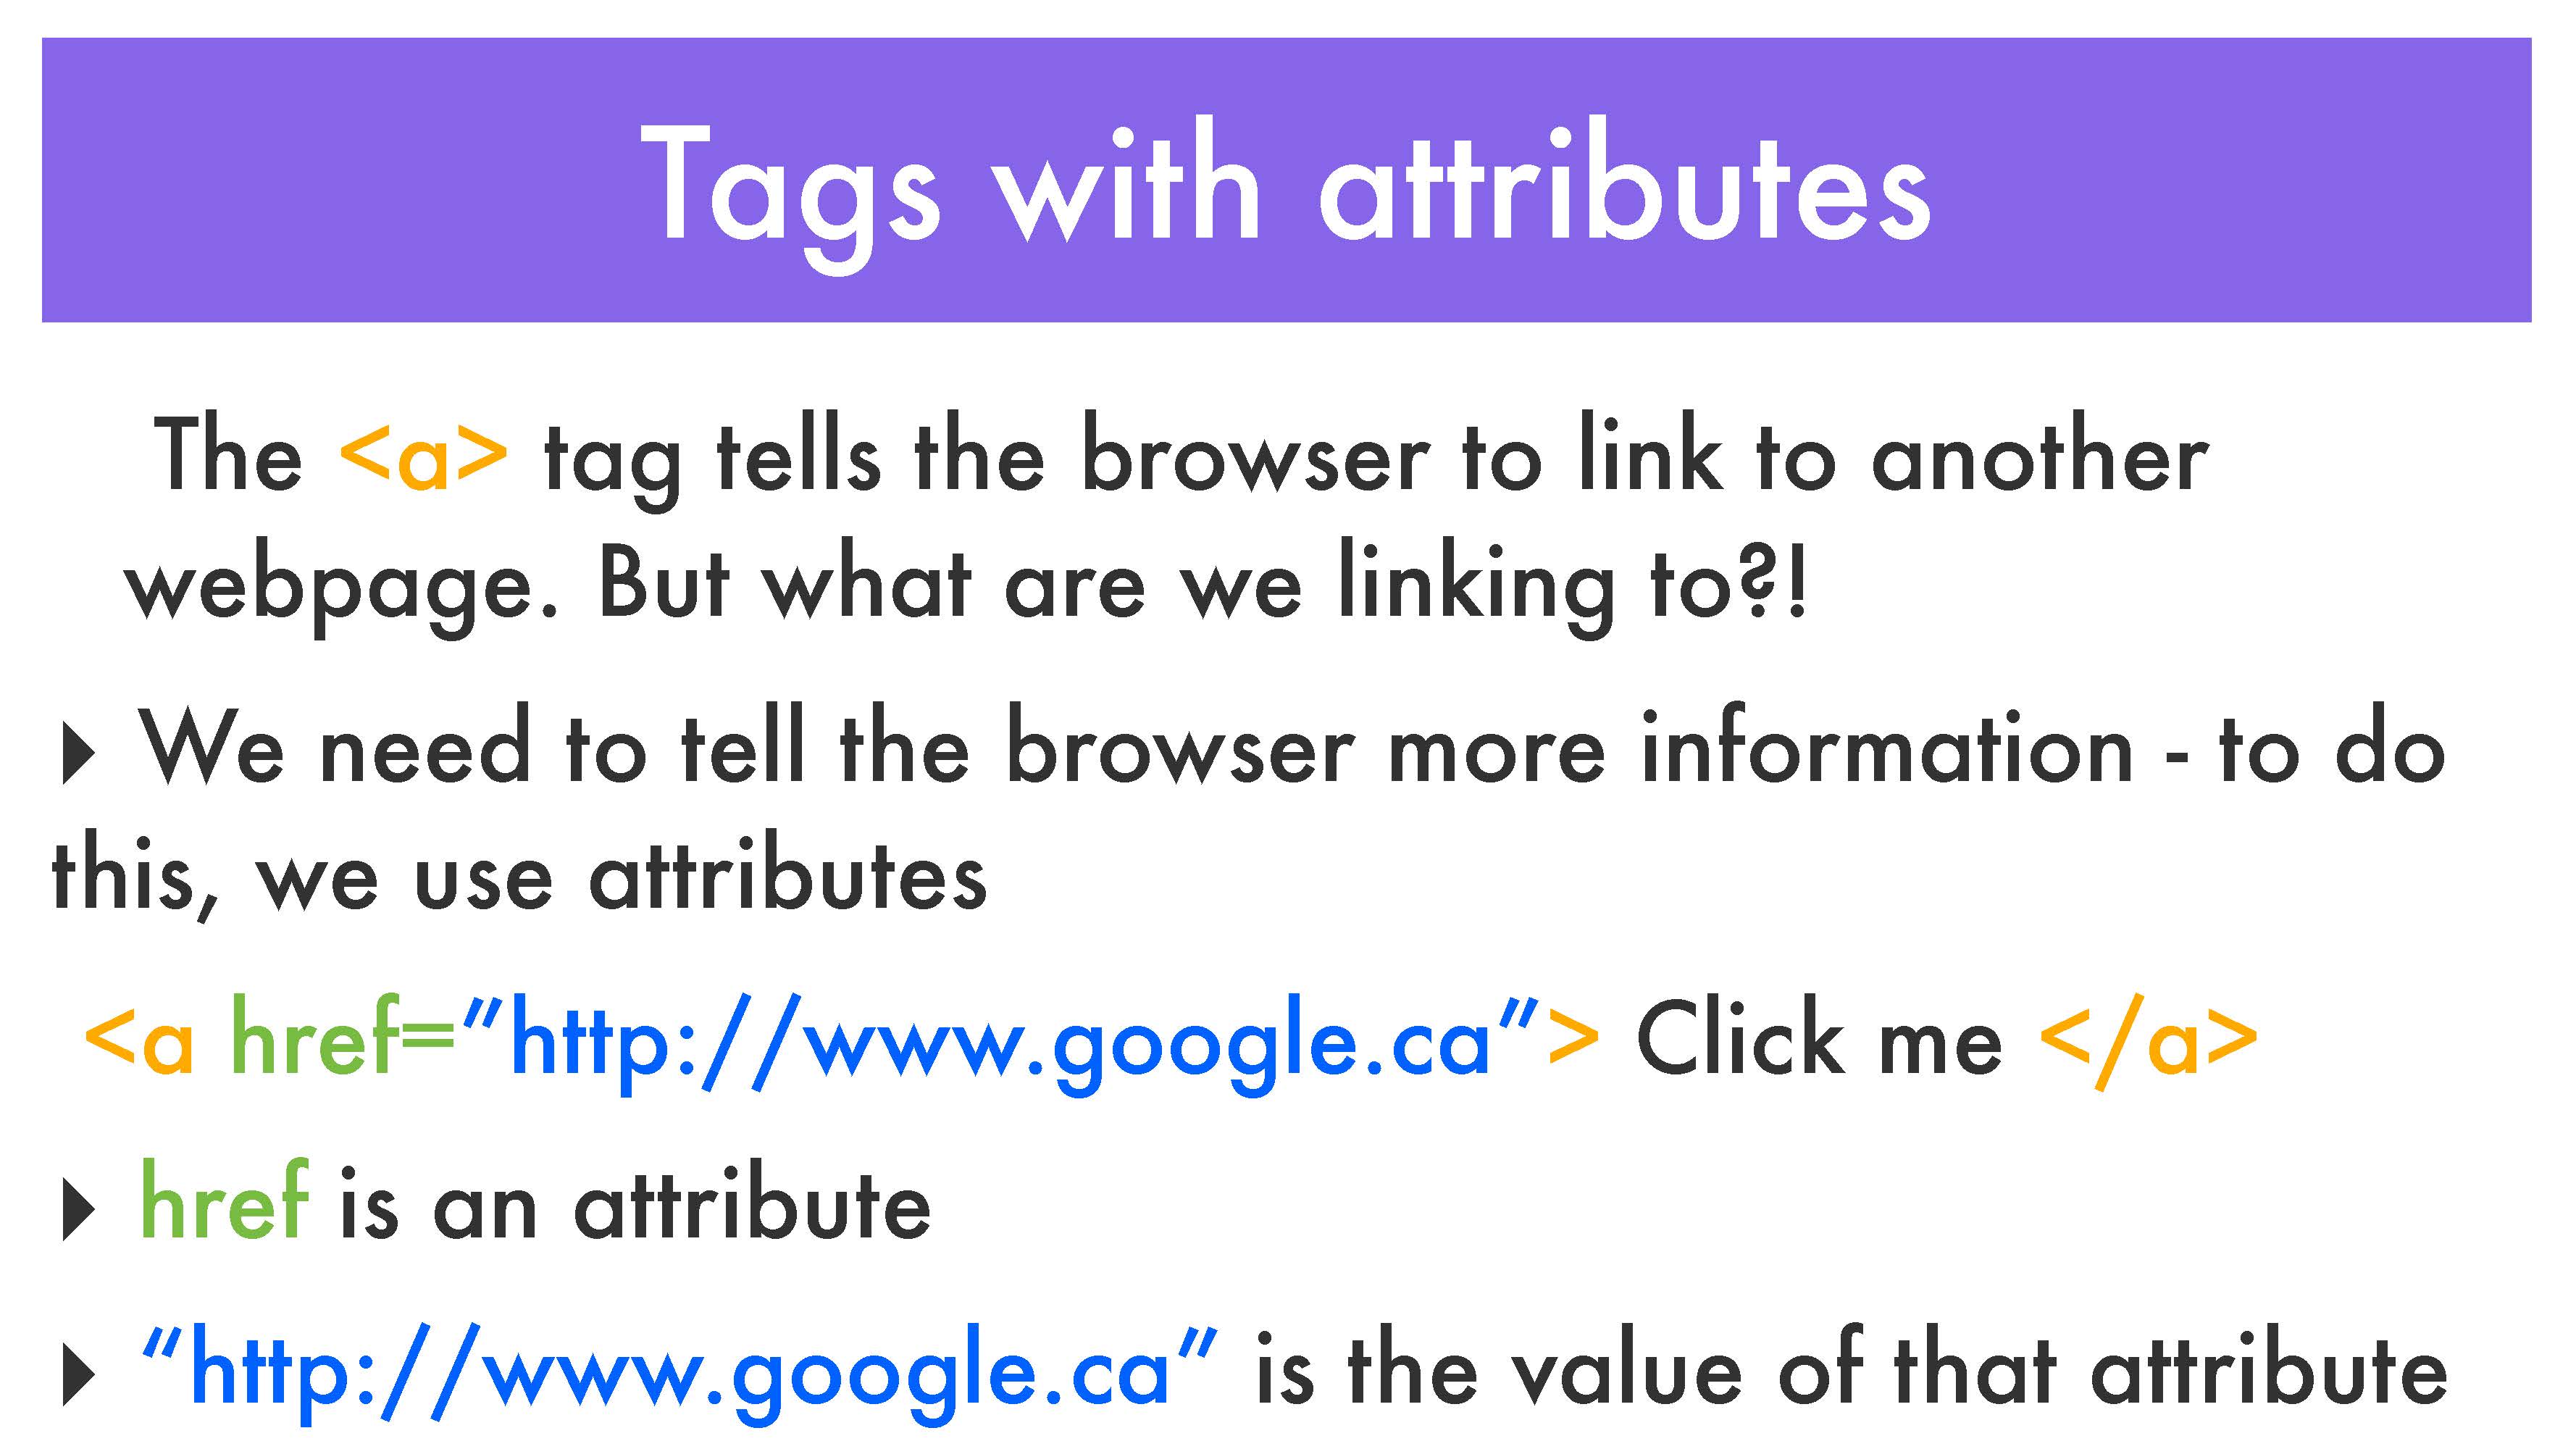 Tags with attributes
The <a> tag tells the browser to link to another
webpage. But what are we linking to?!
▸ We need to tell the browser more information - to do
this, we use attributes
<a href=”http://www.google.ca”> Click me </a>
▸ href is an attribute
▸ “http://www.google.ca” is the value of that attribute